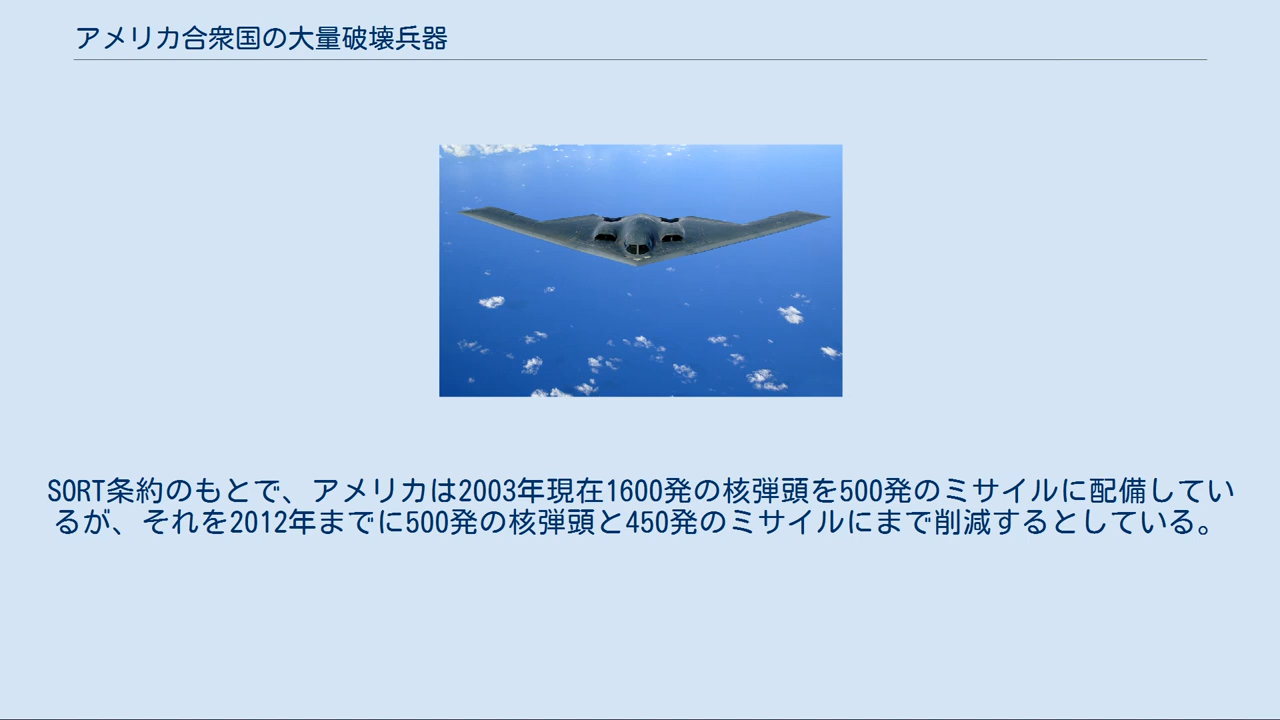 アメリカ合衆国の大量破壊兵器
SORT条約のもとで、アメリカは2003年現在1600発の核弾頭を500発のミサイルに配備してい
るが、それを2012年までに500発の核弾頭と450発のミサイルにまで削減するとしている。